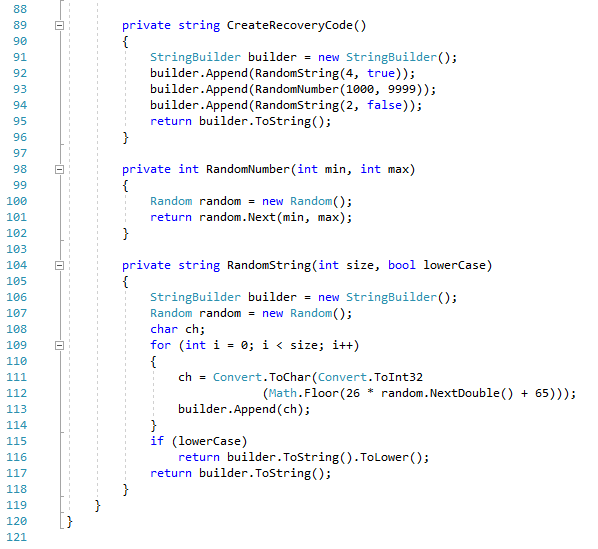 88
89 private string CreateRecoveryCode()
90 {
91 StringBuilder builder = new StringBuilder();
92 builder.Append(RandomString(4, true));
93 builder.Append(RandomNumber(1000, 9999));
94 builder.Append(RandomString(2, false));
95 return builder.ToString();
96 }
97
98 private int RandomNumber(int min, int max)
99 {
100 Random random = new Random();
101 return random.Next(min, max);
102 }
103
104 private string RandomString(int size, bool lowerCase)
105 {
106 StringBuilder builder = new StringBuilder();
107 Random random = new Random();
108 char ch;
109 for (int i = 0; i < size; i++)
110 {
111 ch = Convert.ToChar(Convert.ToInt32
112 (Math.Floor(26 * random.NextDouble() + 65)));
113 builder.Append(ch);
114 }
115 if (lowerCase)
116 return builder.ToString().ToLower();
117 return builder.ToString();
118 }
119 }
120 }
121